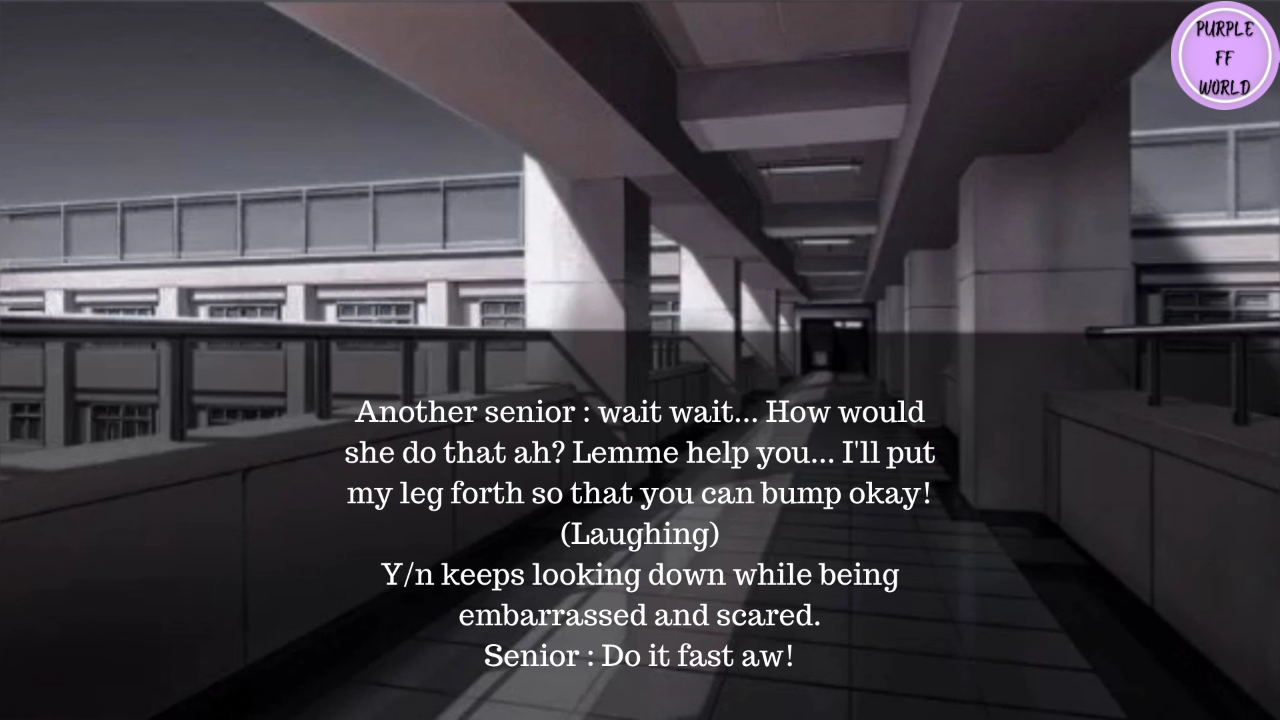 PURPLE
FF
WORLD
Another senior : wait wait... How would
she do that ah? Lemme help you... I'll put
my leg forth so that you can bump okay!
(Laughing)
Y/n keeps looking down while being
embarrassed and scared.
Senior : Do it fast aw!